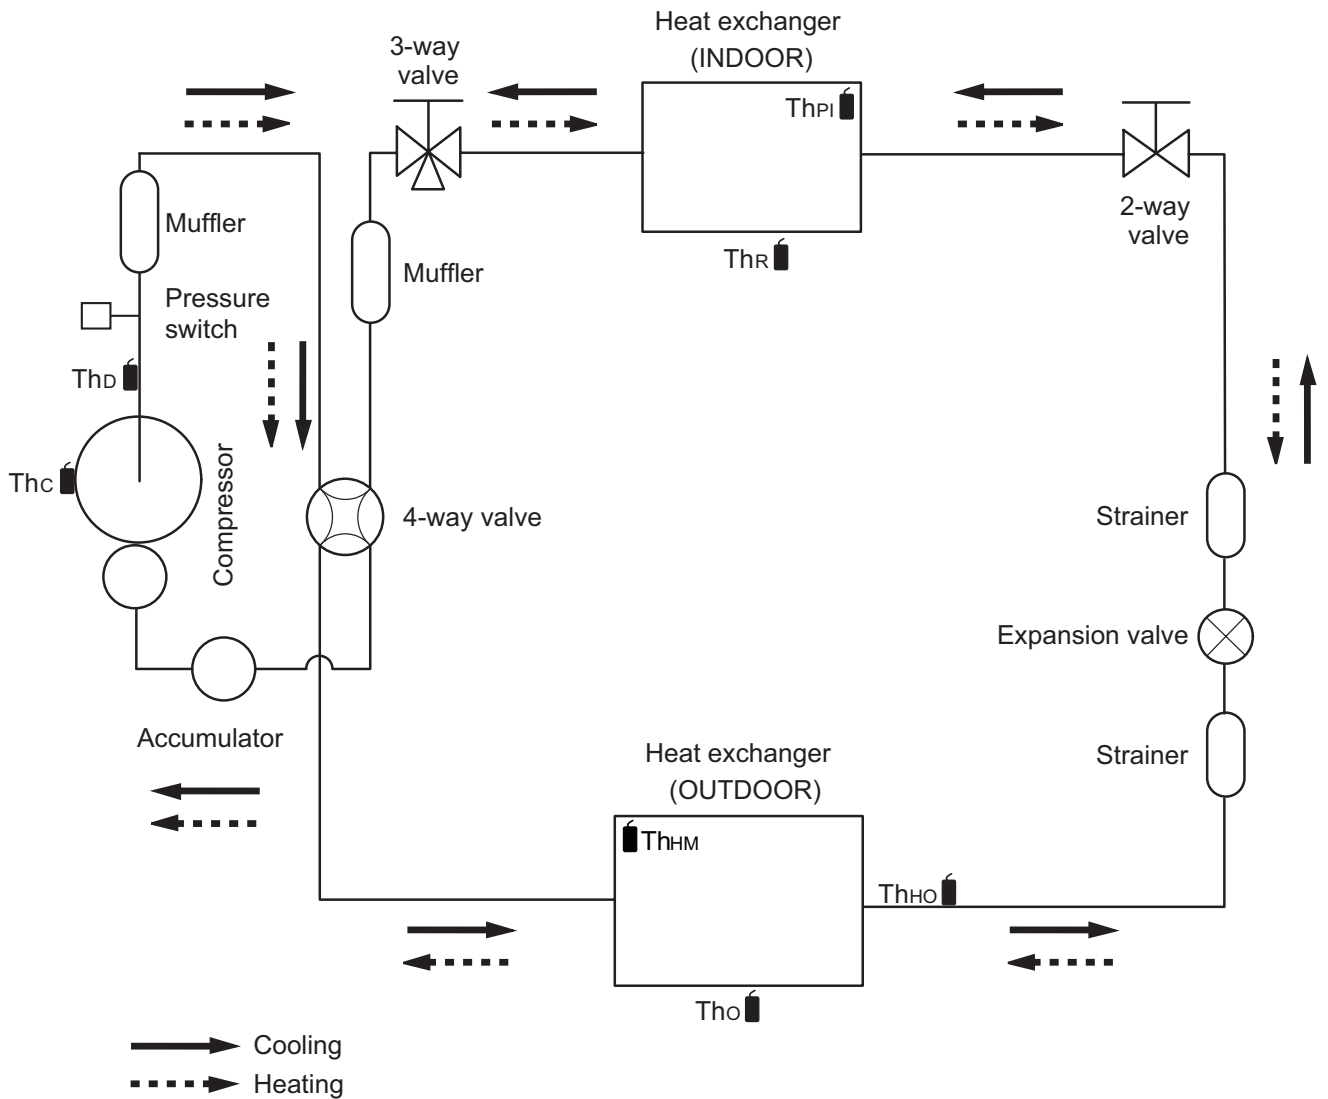 Heat exchanger
(INDOOR)
3-way
valve
ThPI
Muffler
2-way
valve
ThR
Muffler
Pressure
switch
ThD
ThC
Compressor
4-way valve
Strainer
Expansion valve
Strainer
Accumulator
Heat exchanger
(OUTDOOR)
ThHM
ThHO
ThO
Cooling
Heating